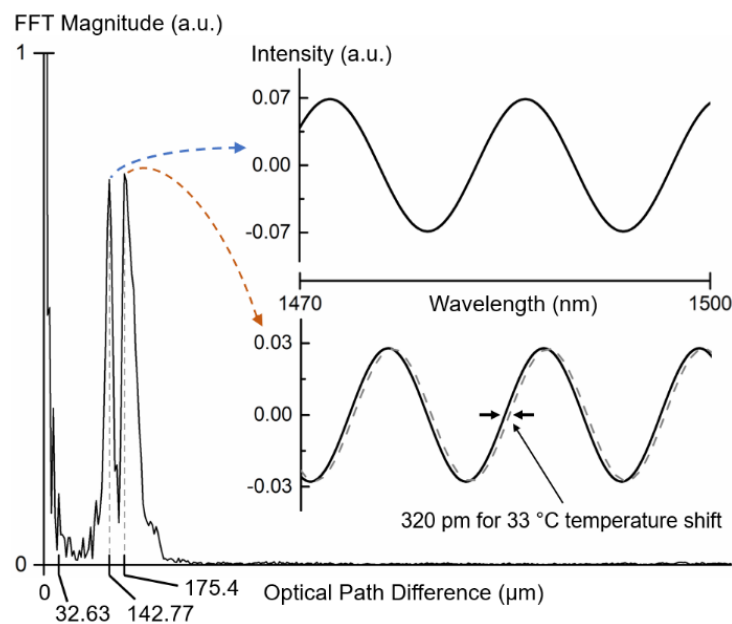 FFT Magnitude (a.u.)
1
Intensity (a.u.)
0.07
0.00
-0.07
1470
Wavelength (nm)
1500
0.03
0.00
-0.03
320 pm for 33 °C temperature shift
0
0
32.63
142.77
175.4
Optical Path Difference (μm)